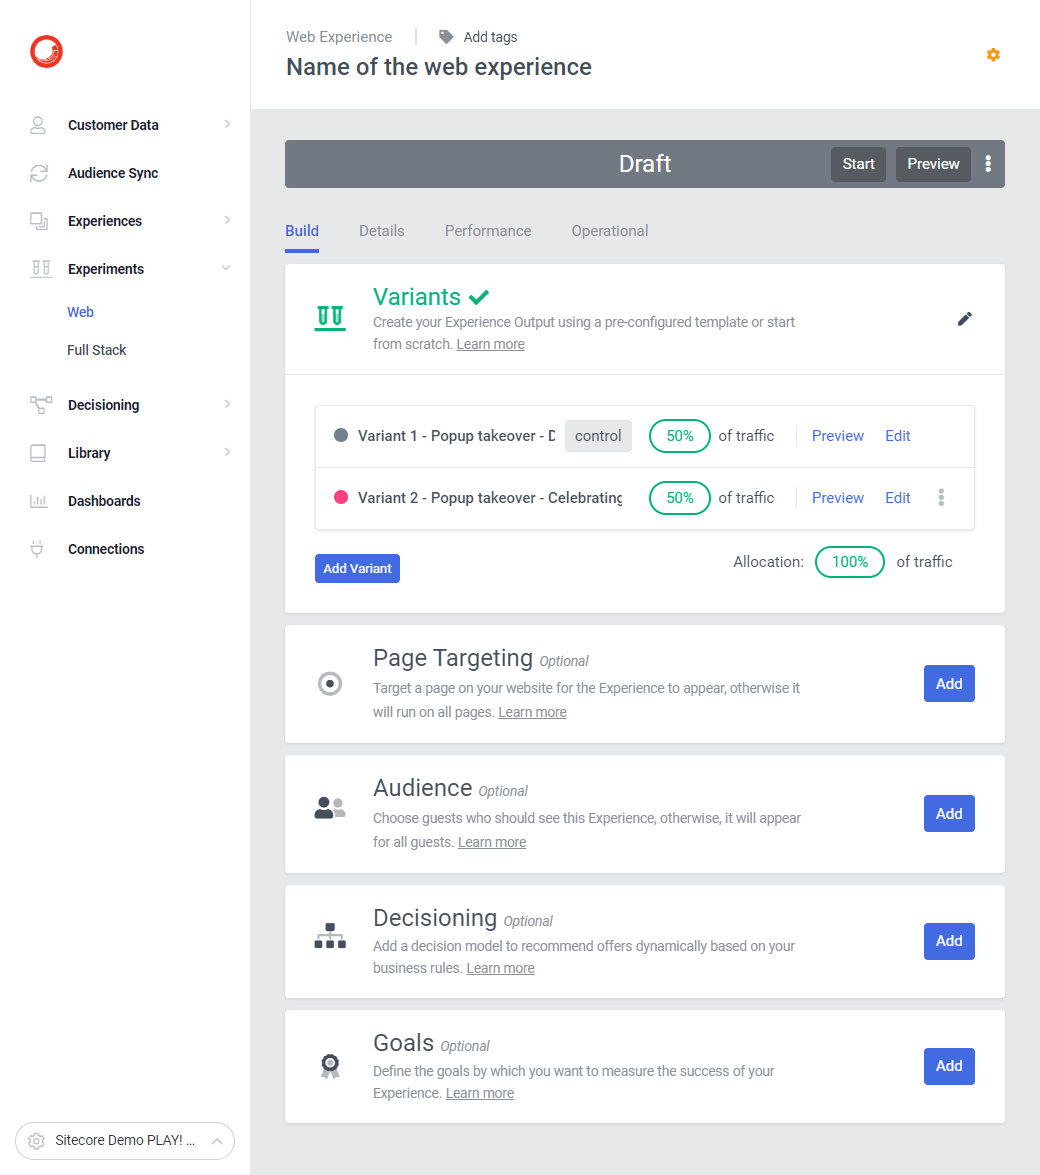 Web Experience
Add tags
Name of the web experience
Customer Data
Audience Sync
Experiences
Experiments
Web
Full Stack
Decisioning
Library
Dashboards
Connections
Sitecore Demo PLAY! ...
Draft
Start
Preview
Build
Details
Performance
Operational
Variants
Create your Experience Output using a pre-configured template or start
from scratch. Learn more
Variant 1 - Popup takeover - D
control
50%
of traffic
Preview
Edit
Variant 2 - Popup takeover - Celebrating
50%
of traffic
Preview
Edit
Add Variant
Allocation:
100%
of traffic
Page Targeting Optional
Target a page on your website for the Experience to appear, otherwise it
will run on all pages. Learn more
Add
Audience Optional
Choose guests who should see this Experience, otherwise, it will appear
for all guests. Learn more
Add
Decisioning Optional
Add a decision model to recommend offers dynamically based on your
business rules. Learn more
Add
Goals Optional
Define the goals by which you want to measure the success of your
Experience. Learn more
Add